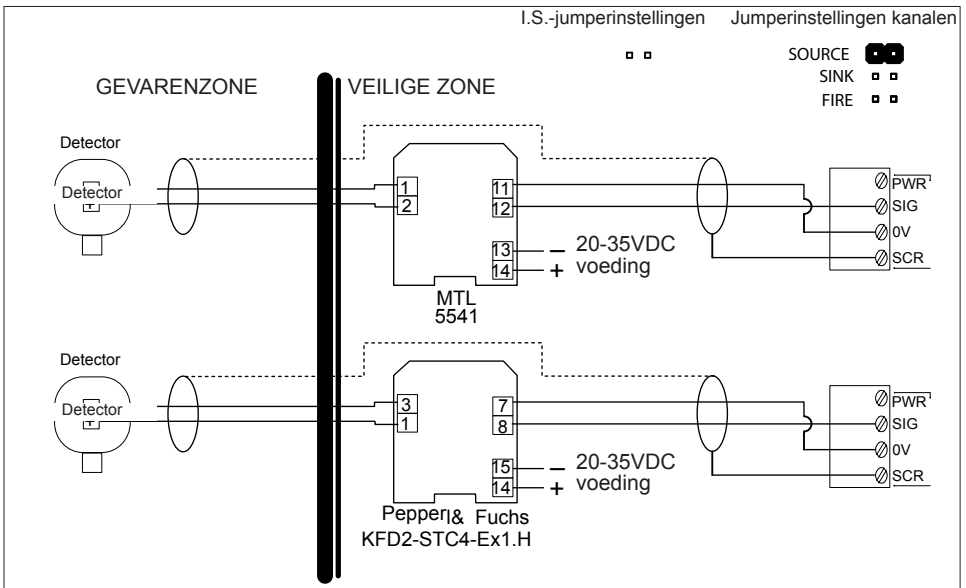 I.S.-jumperinstellingen Jumperinstellingen kanalen
SOURCE
SINK
FIRE
GEVARENZONE
VEILIGE ZONE
Detector
Detector
+
1
2
11
12
13
14
− 20-35VDC
+ voeding
MTL
5541
PWR
SIG
0V
SCR
Detector
Detector
+
3
1
7
8
15
14
− 20-35VDC
+ voeding
Pepperl& Fuchs
KFD2-STC4-Ex1.H
PWR
SIG
0V
SCR